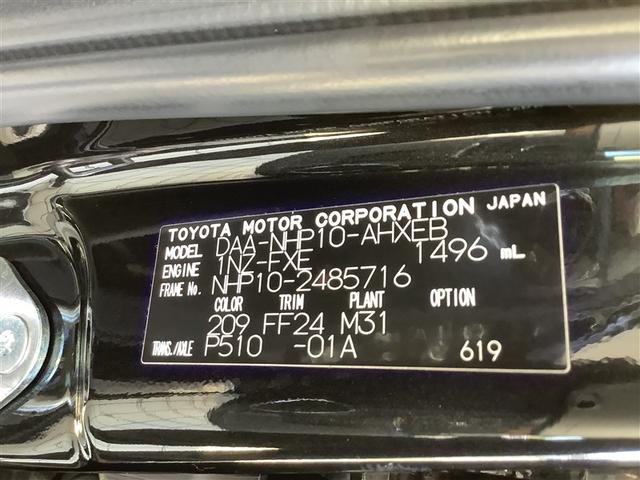 TOYOTA MOTOR CORPORATION JAPAN
MODEL DAA-NHP10-AHXEB
ENGINE 1NZ-FXE 1496 mL
FRAME No. NHP10-2485716
COLOR TRIM PLANT OPTION
209 FF24 M31
TRANS./AXLE P510 -01A 619